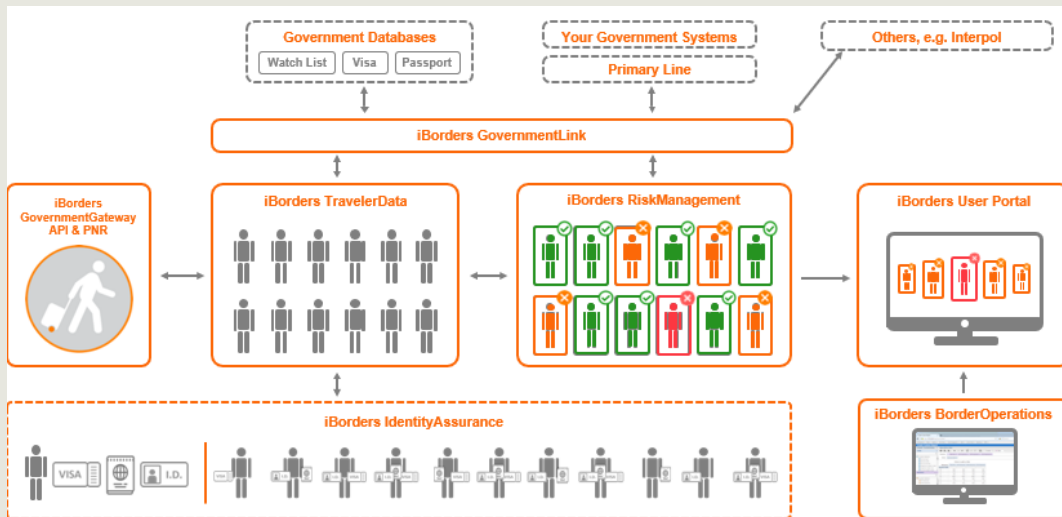 Government Databases
Watch List
Visa
Passport
Your Government Systems
Primary Line
Others, e.g. Interpol
iBorders GovernmentLink
iBorders
GovernmentGateway
API & PNR
iBorders TravelerData
iBorders RiskManagement
iBorders User Portal
iBorders IdentityAssurance
VISA
I.D.
iBorders BorderOperations